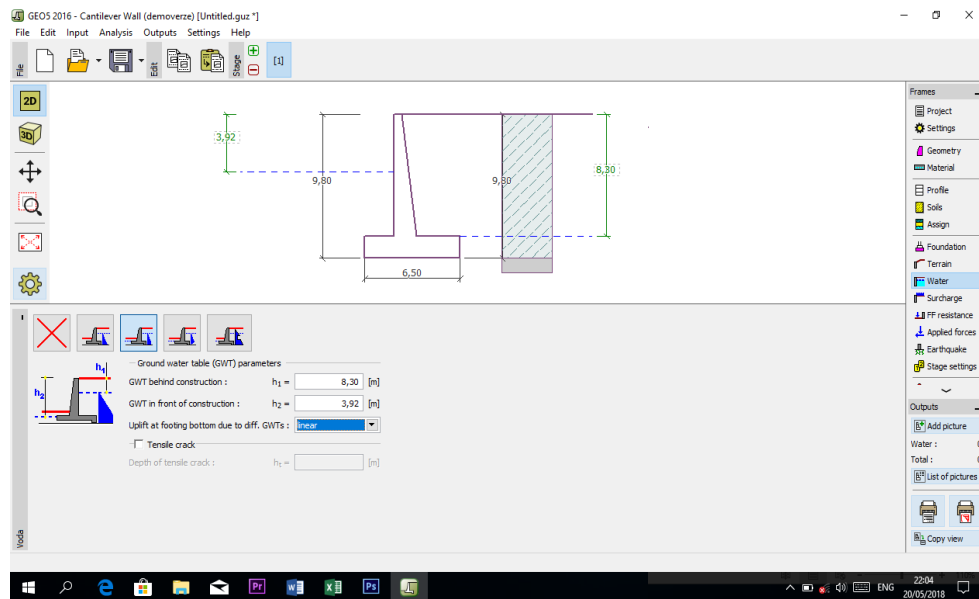 GEO5 2016 - Cantilever Wall (demoverze) [Untitled.guz *]
File Edit Input Analysis Outputs Settings Help
File
Edit
Stage
[1]
2D
3D
3,92
9,80
9,80
8,30
6,50
Frames
Project
Settings
Geometry
Material
Profile
Soils
Assign
Foundation
Terrain
Water
Surcharge
FF resistance
Applied forces
Earthquake
Stage settings
h1
h2
Ground water table (GWT) parameters
GWT behind construction : h1 = 8,30 [m]
GWT in front of construction : h2 = 3,92 [m]
Uplift at footing bottom due to diff. GWTs : linear
Tensile crack
Depth of tensile crack : ht = [m]
Voda
Outputs
Add picture
Water :
Total :
List of pictures
Copy view
Pr
Ps
ENG
22:04
20/05/2018